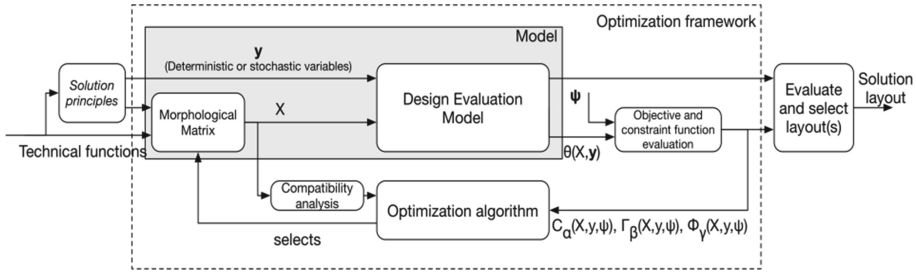 Optimization framework
Model
y
(Deterministic or stochastic variables)
Solution
principles
Morphological
Matrix
X
Design Evaluation
Model
ψ
Objective and
constraint function
evaluation
Evaluate
and select
layout(s)
Solution
layout
Technical functions
θ(X,y)
Compatibility
analysis
Optimization algorithm
C_α(X,y,ψ), Γ_β(X,y,ψ), Φ_γ(X,y,ψ)
selects